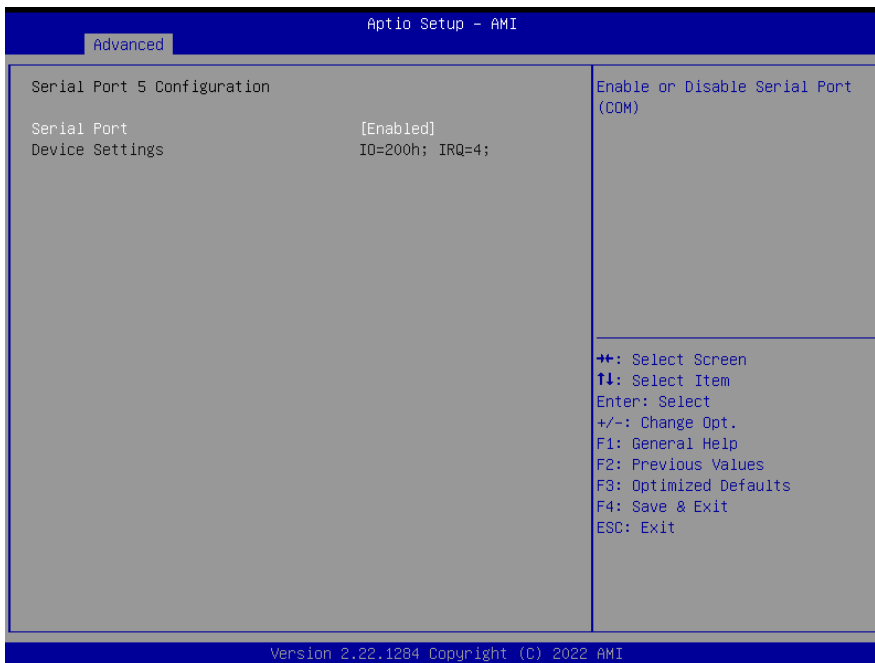 Aptio Setup – AMI
Advanced
Serial Port 5 Configuration
Serial Port [Enabled]
Device Settings IO=200h; IRQ=4;
Enable or Disable Serial Port
(COM)
→←: Select Screen
↑↓: Select Item
Enter: Select
+/-: Change Opt.
F1: General Help
F2: Previous Values
F3: Optimized Defaults
F4: Save & Exit
ESC: Exit
Version 2.22.1284 Copyright (C) 2022 AMI